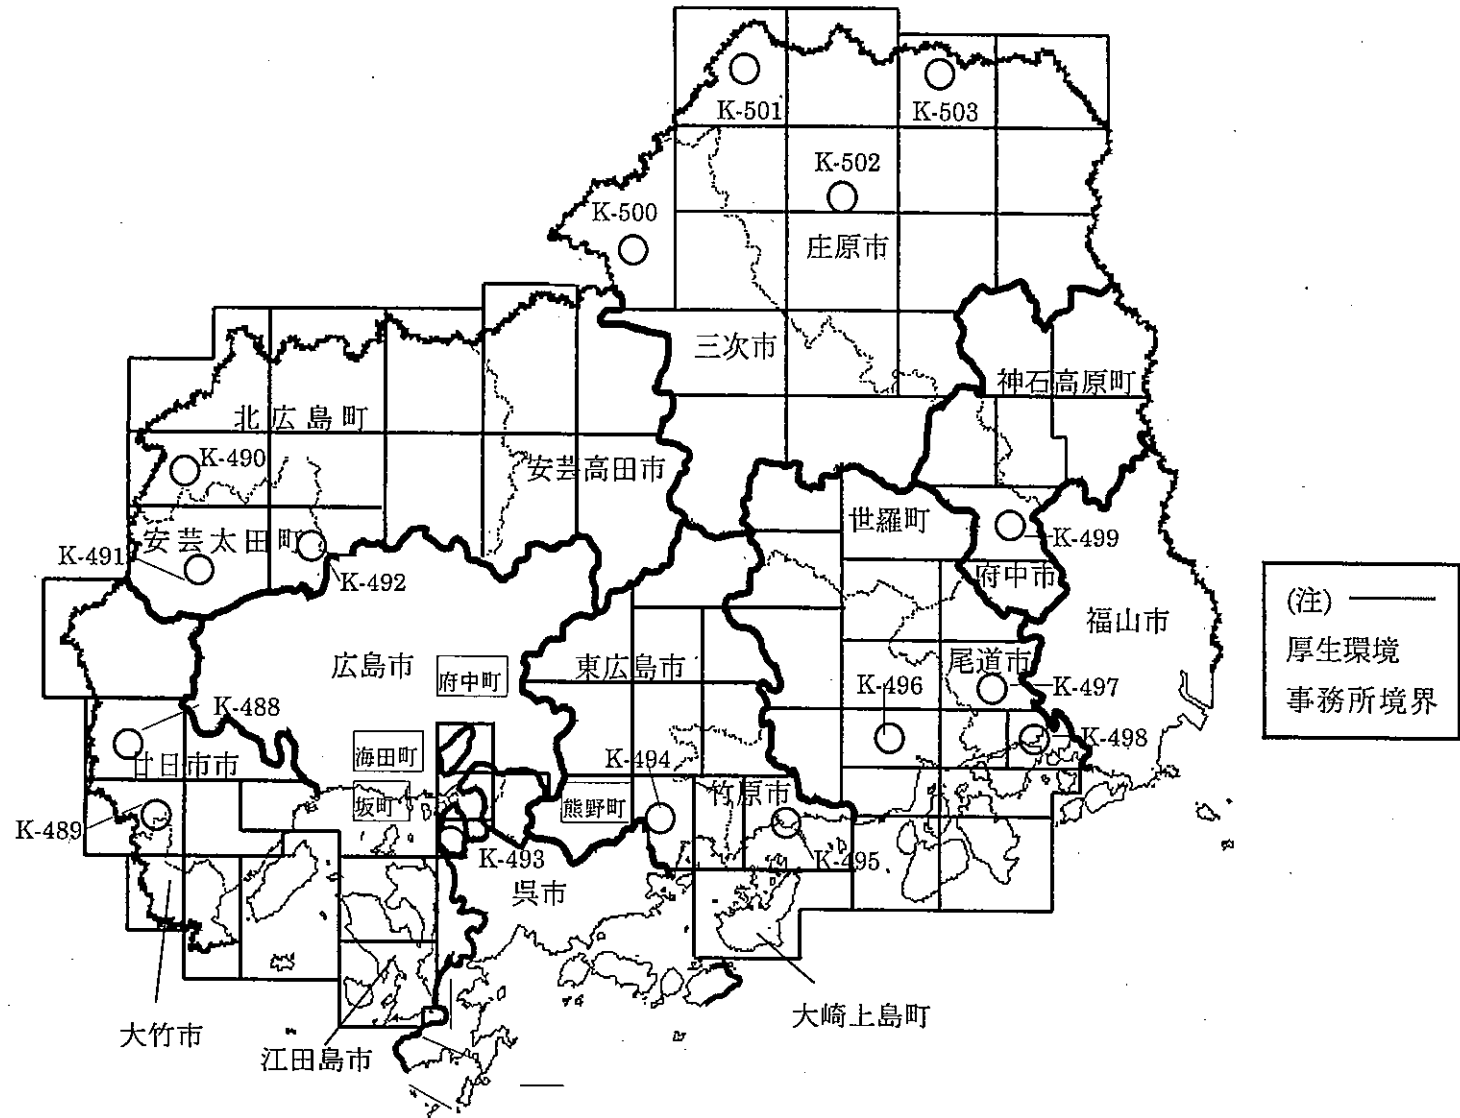 K-501
K-503
K-502
K-500
庄原市
三次市
神石高原町
北広島町
K-490
安芸高田市
世羅町
安芸太田町
K-499
K-491
K-492
府中市
(注)
厚生環境
事務所境界
福山市
広島市
東広島市
尾道市
府中町
K-496
K-497
K-488
海田町
K-498
廿日市市
K-494
坂町
熊野町
竹原市
K-489
K-493
K-495
呉市
大崎上島町
大竹市
江田島市